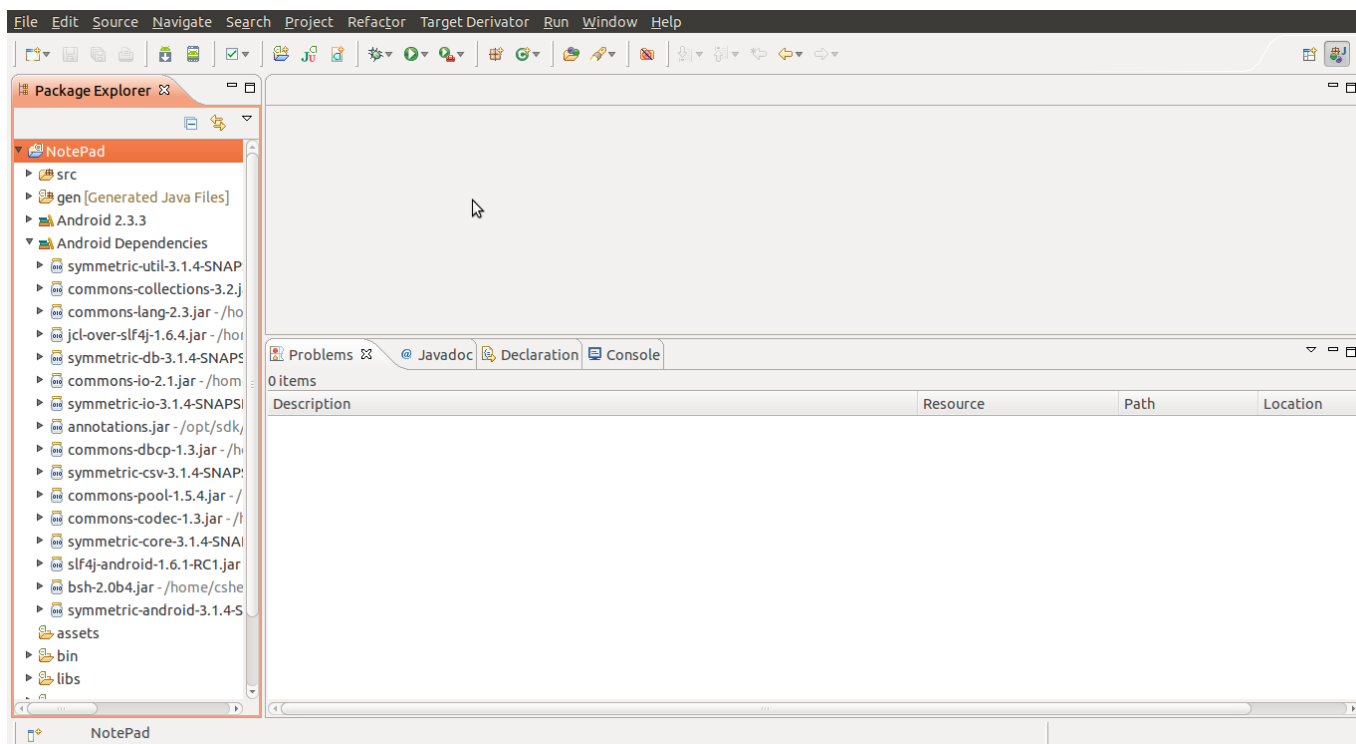 File Edit Source Navigate Search Project Refactor Target Derivator Run Window Help
Package Explorer
NotePad
src
gen [Generated Java Files]
Android 2.3.3
Android Dependencies
symmetric-util-3.1.4-SNAP
commons-collections-3.2.j
commons-lang-2.3.jar - /ho
jcl-over-slf4j-1.6.4.jar - /ho
symmetric-db-3.1.4-SNAPS
commons-io-2.1.jar - /hom
symmetric-io-3.1.4-SNAPS
annotations.jar - /opt/sdk/
commons-dbcp-1.3.jar - /h
symmetric-csv-3.1.4-SNAP
commons-pool-1.5.4.jar - /
commons-codec-1.3.jar - /h
symmetric-core-3.1.4-SNA
slf4j-android-1.6.1-RC1.jar
bsh-2.0b4.jar - /home/cshe
symmetric-android-3.1.4-S
assets
bin
libs
Problems @ Javadoc Declaration Console
0 items
Description Resource Path Location
NotePad